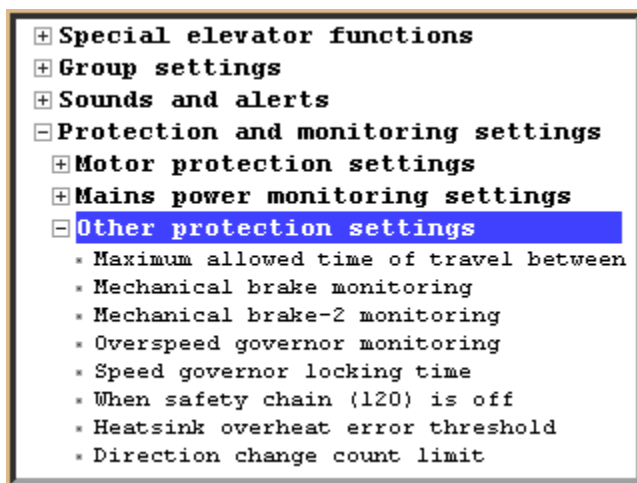 Special elevator functions
Group settings
Sounds and alerts
Protection and monitoring settings
Motor protection settings
Mains power monitoring settings
Other protection settings
Maximum allowed time of travel between
Mechanical brake monitoring
Mechanical brake-2 monitoring
Overspeed governor monitoring
Speed governor locking time
When safety chain (120) is off
Heatsink overheat error threshold
Direction change count limit